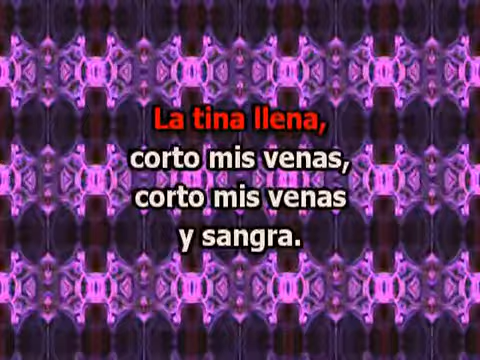 La tina llena,
corto mis venas,
corto mis venas
y sangra.